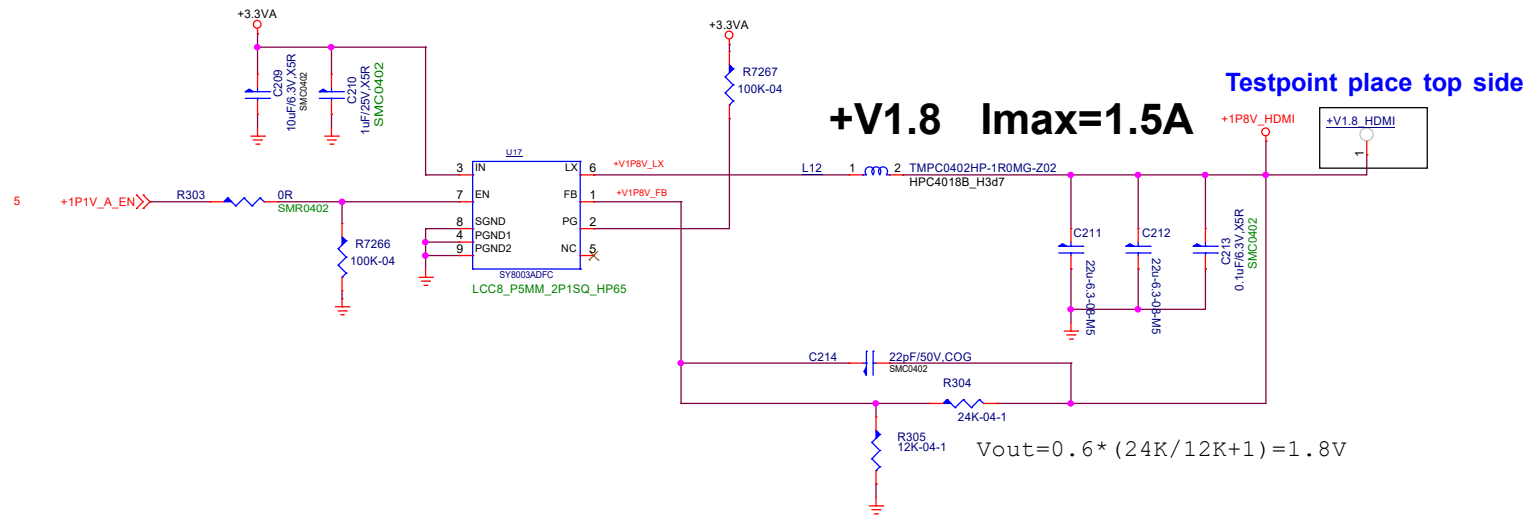 +3.3VA
C209
10uF/6.3V,X5R
SMC0402
C210
1uF/25V,X5R
SMC0402
+3.3VA
R7267
100K-04
Testpoint place top side
+V1.8 Imax=1.5A
+1P8V_HDMI
+V1.8_HDMI
1
U17
3 IN
LX 6
+V1P8V_LX
L12
1
2
TMPC0402HP-1R0MG-Z02
HPC4018B_H3d7
5
+1P1V_A_EN
R303
0R
SMR0402
7 EN
FB 1
+V1P8V_FB
8 SGND
PG 2
4 PGND1
9 PGND2
NC 5
SY8003ADFC
LCC8_P5MM_2P1SQ_HP65
R7266
100K-04
C211
22u-6.3-08-M5
C212
22u-6.3-08-M5
C213
0.1uF/6.3V,X5R
SMC0402
C214
22pF/50V,COG
SMC0402
R304
24K-04-1
R305
12K-04-1
Vout=0.6*(24K/12K+1)=1.8V